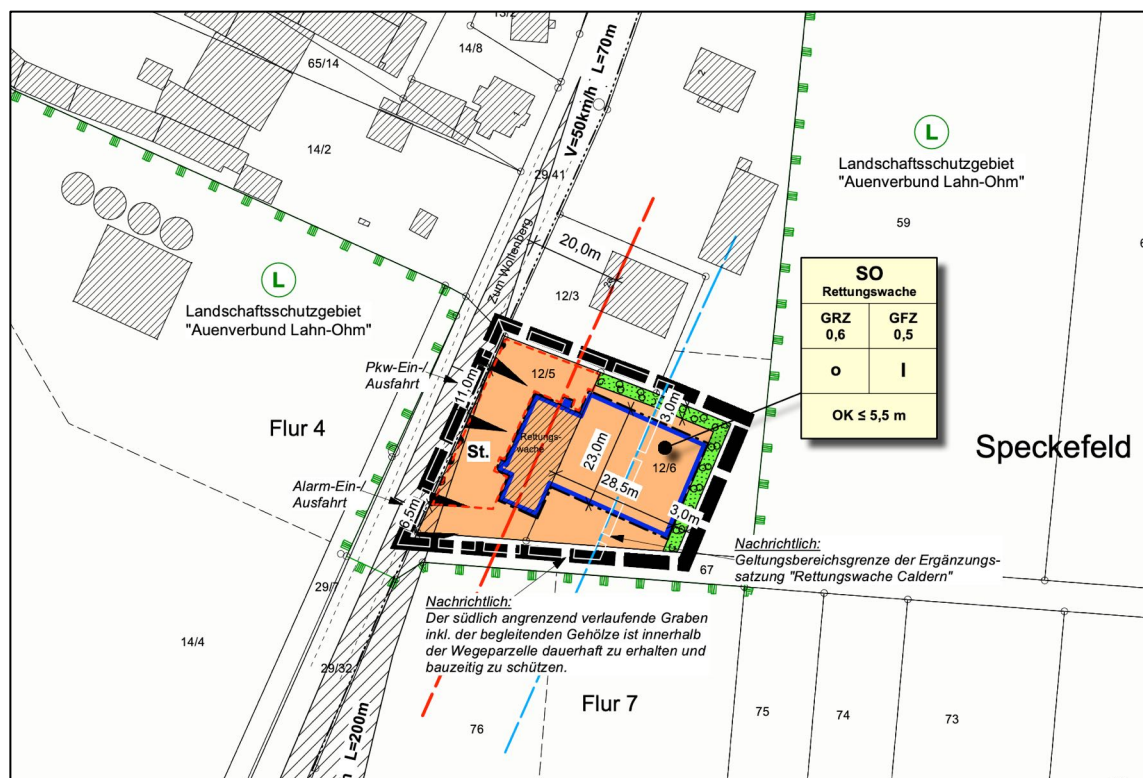 13/2
14/8
65/14
L=70m
V=50km/h
2
1
14/2
29/41
L
Landschaftsschutzgebiet
"Auenverbund Lahn-Ohm"
59
Zum Wollenberg
20,0m
12/3
L
Landschaftsschutzgebiet
"Auenverbund Lahn-Ohm"
SO
Rettungswache
GRZ
0,6
GFZ
0,5
o
I
OK ≤ 5,5 m
Pkw-Ein-/
Ausfahrt
11,0m
12/5
3,0m
Flur 4
St.
Rettungs-
wache
23,0m
12/6
28,5m
3,0m
Speckefeld
Alarm-Ein-
Ausfahrt
6,5m
Nachrichtlich:
Geltungsbereichsgrenze der Ergänzungs-
satzung "Rettungswache Caldern"
67
29/7
Nachrichtlich:
Der südlich angrenzend verlaufende Graben
inkl. der begleitenden Gehölze ist innerhalb
der Wegeparzelle dauerhaft zu erhalten und
bauzeitig zu schützen.
14/4
29/32
Flur 7
L=200m
76
75
74
73